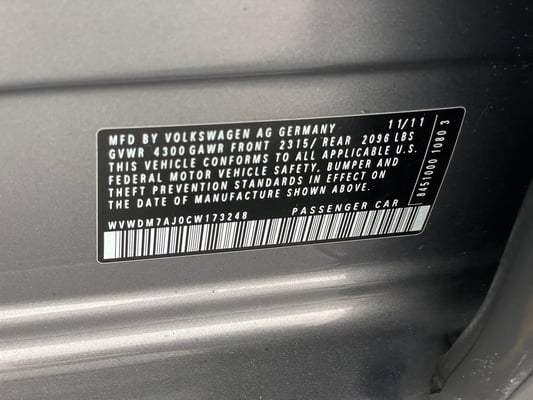 MFD BY VOLKSWAGEN AG GERMANY 11/11
GVWR 4300 GAWR FRONT 2315/ REAR 2096 LBS
THIS VEHICLE CONFORMS TO ALL APPLICABLE U.S.
FEDERAL MOTOR VEHICLE SAFETY, BUMPER AND
THEFT PREVENTION STANDARDS IN EFFECT ON
THE DATE OF MANUFACTURE SHOWN ABOVE.
WVWDM7AJ0CW173248 PASSENGER CAR
8451000 1080 3